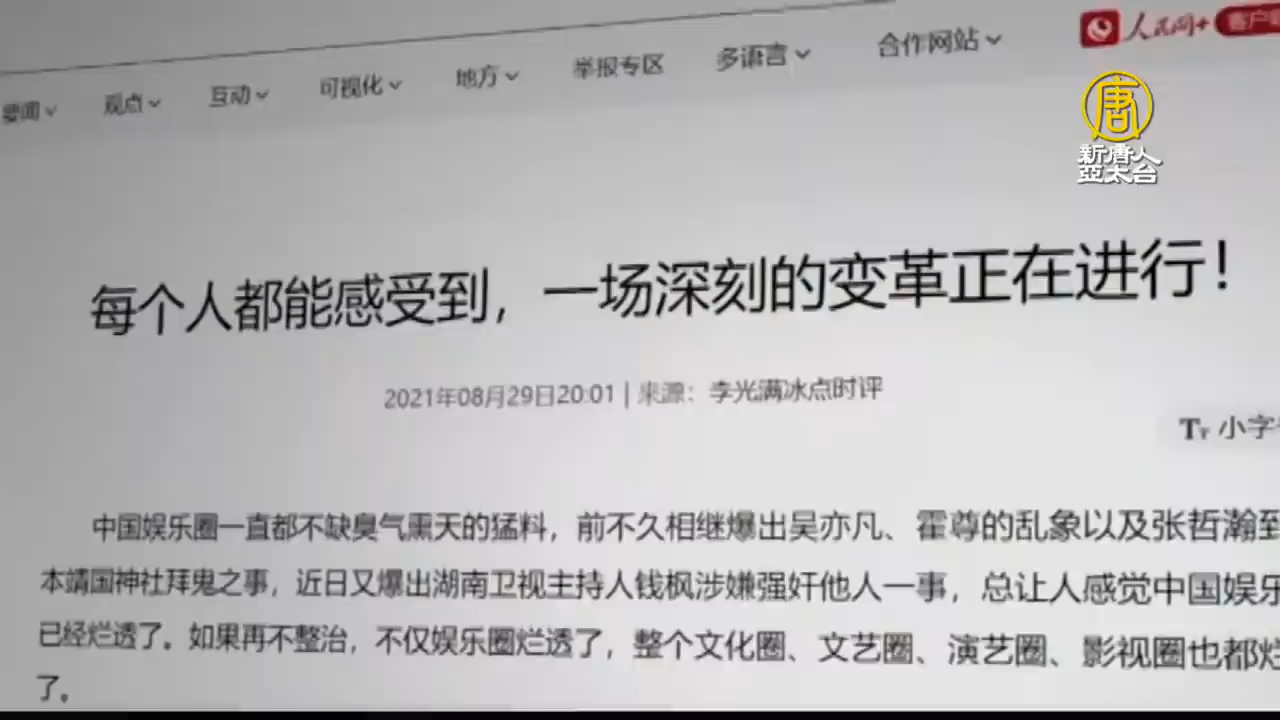 要闻 观点 互动 可视化 地方 举报专区 多语言 合作网站 人民网+ 客户
新唐人
亞太台
每个人都能感受到，一场深刻的变革正在进行！
2021年08月29日20:01 | 来源：李光满冰点时评
小字
中国娱乐圈一直都不缺臭气熏天的猛料，前不久相继爆出吴亦凡、霍尊的乱象以及张哲瀚到
本靖国神社拜鬼之事，近日又爆出湖南卫视主持人钱枫涉嫌强奸他人一事，总让人感觉中国娱乐
已经烂透了。如果再不整治，不仅娱乐圈烂透了，整个文化圈、文艺圈、演艺圈、影视圈也都烂
了。